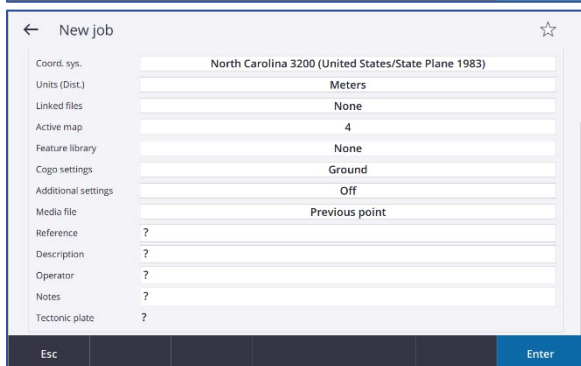 New job
Coord. sys. North Carolina 3200 (United States/State Plane 1983)
Units (Dist.) Meters
Linked files None
Active map 4
Feature library None
Cogo settings Ground
Additional settings Off
Media file Previous point
Reference ?
Description ?
Operator ?
Notes ?
Tectonic plate ?
Esc Enter